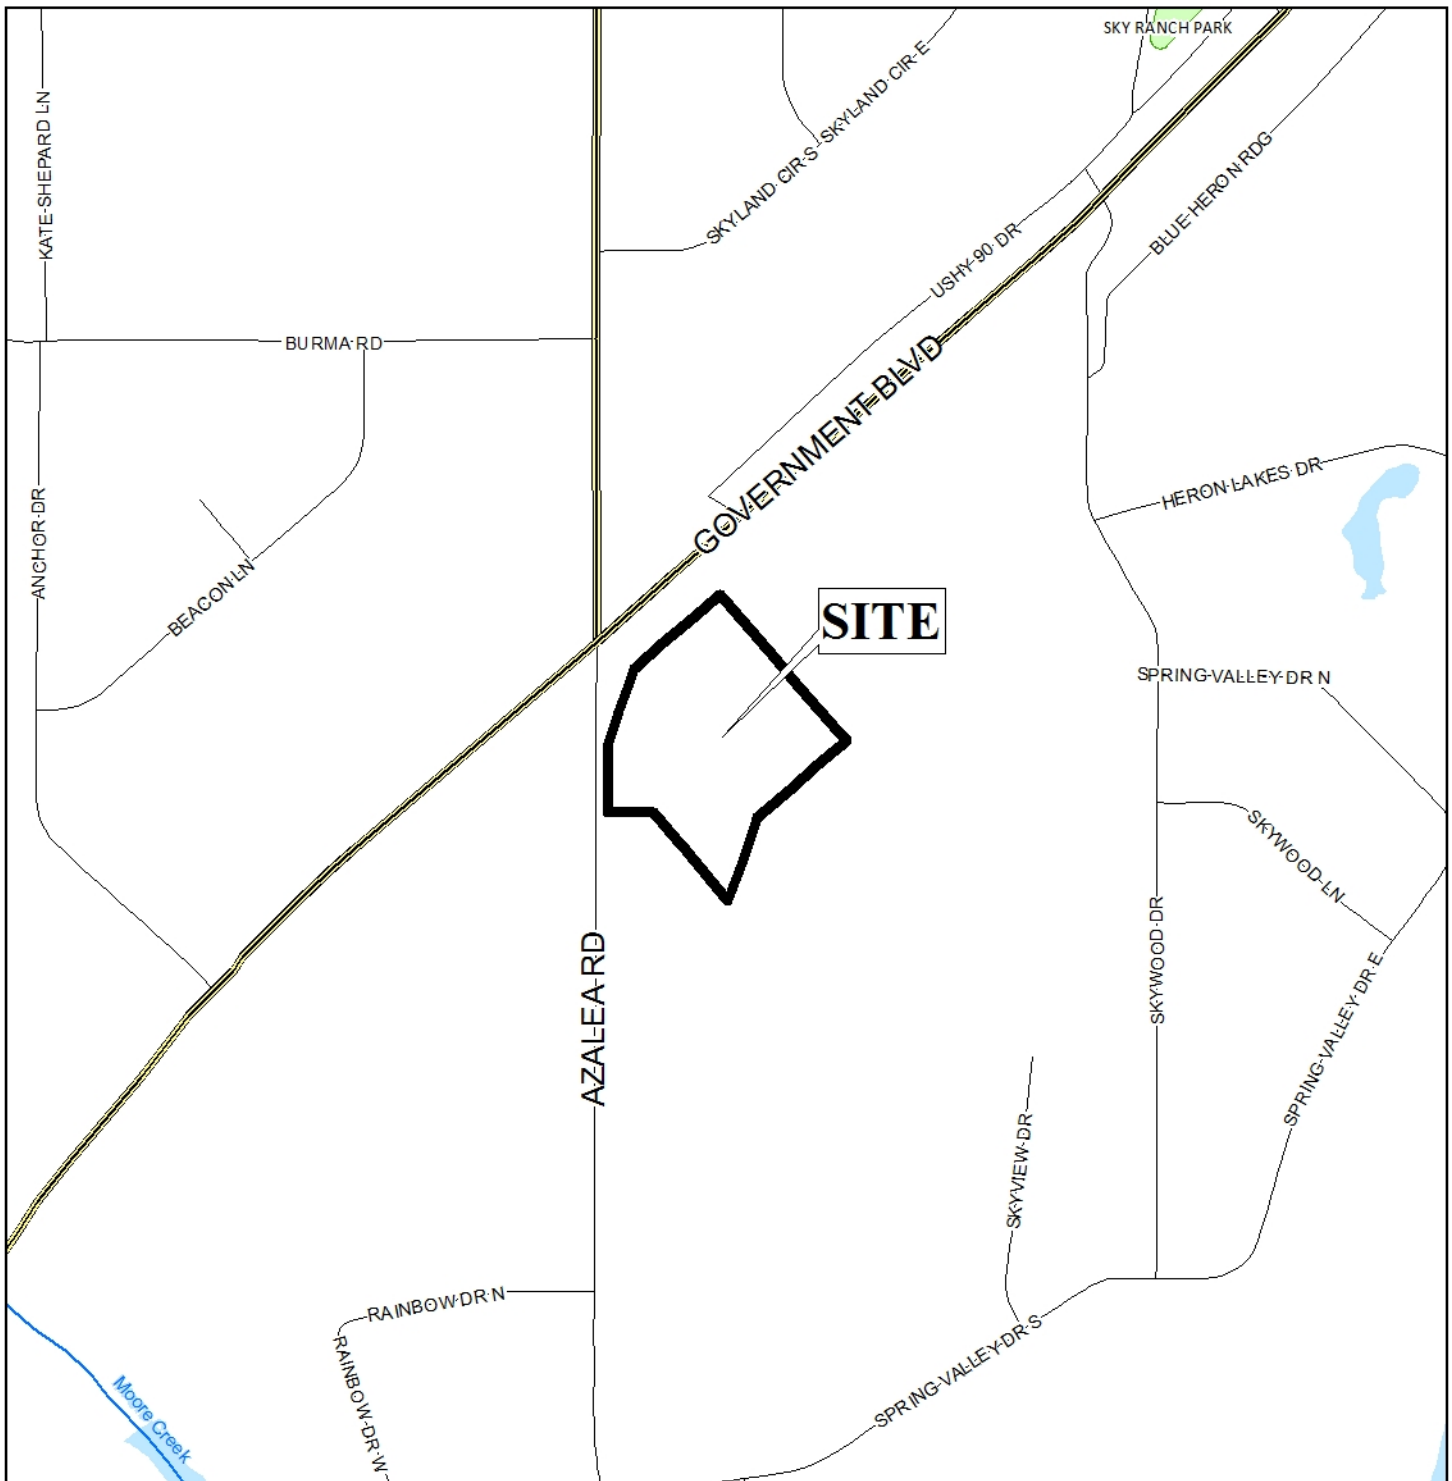 SKY RANCH PARK
KATE SHEPARD LN
SKYLAND CIR E
SKYLAND CIR S
BLUE HERON RDG
USHY 90 DR
BURMA RD
GOVERNMENT BLVD
HERON LAKES DR
ANCHOR DR
BEACON LN
SITE
SPRING VALLEY DR N
SKYWOOD LN
SKYWOOD DR
AZALEA RD
SPRING VALLEY DR E
SKYVIEW DR
RAINBOW DR N
SPRING VALLEY DR S
RAINBOW DR W
Moore Creek